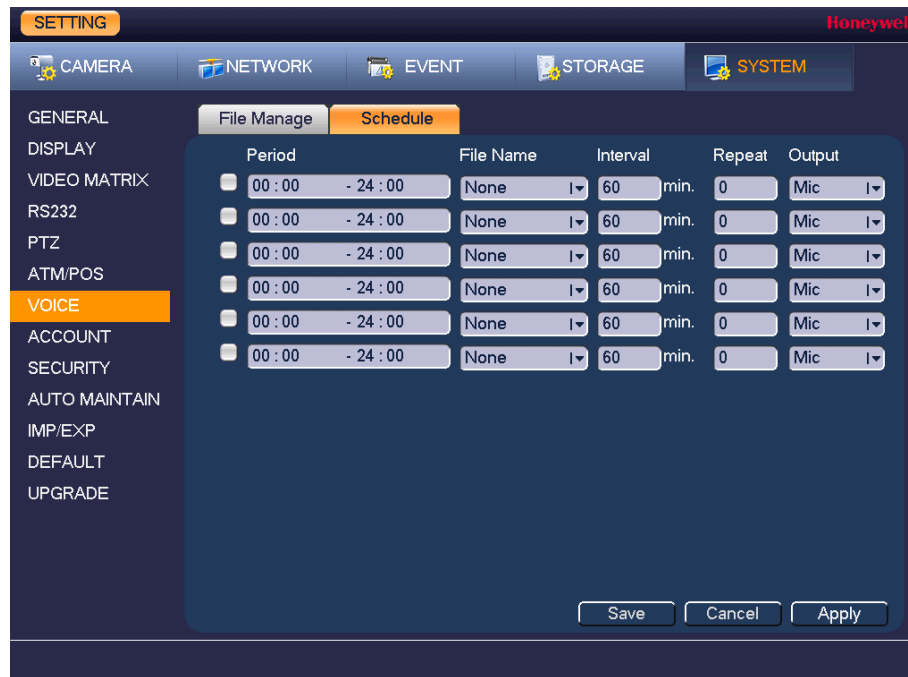 SETTING Honeywel
CAMERA NETWORK EVENT STORAGE SYSTEM
GENERAL
DISPLAY
VIDEO MATRIX
RS232
PTZ
ATM/POS
VOICE
ACCOUNT
SECURITY
AUTO MAINTAIN
IMP/EXP
DEFAULT
UPGRADE
File Manage Schedule
Period File Name Interval Repeat Output
00 : 00 - 24 : 00 None 60 min. 0 Mic
00 : 00 - 24 : 00 None 60 min. 0 Mic
00 : 00 - 24 : 00 None 60 min. 0 Mic
00 : 00 - 24 : 00 None 60 min. 0 Mic
00 : 00 - 24 : 00 None 60 min. 0 Mic
00 : 00 - 24 : 00 None 60 min. 0 Mic
Save Cancel Apply